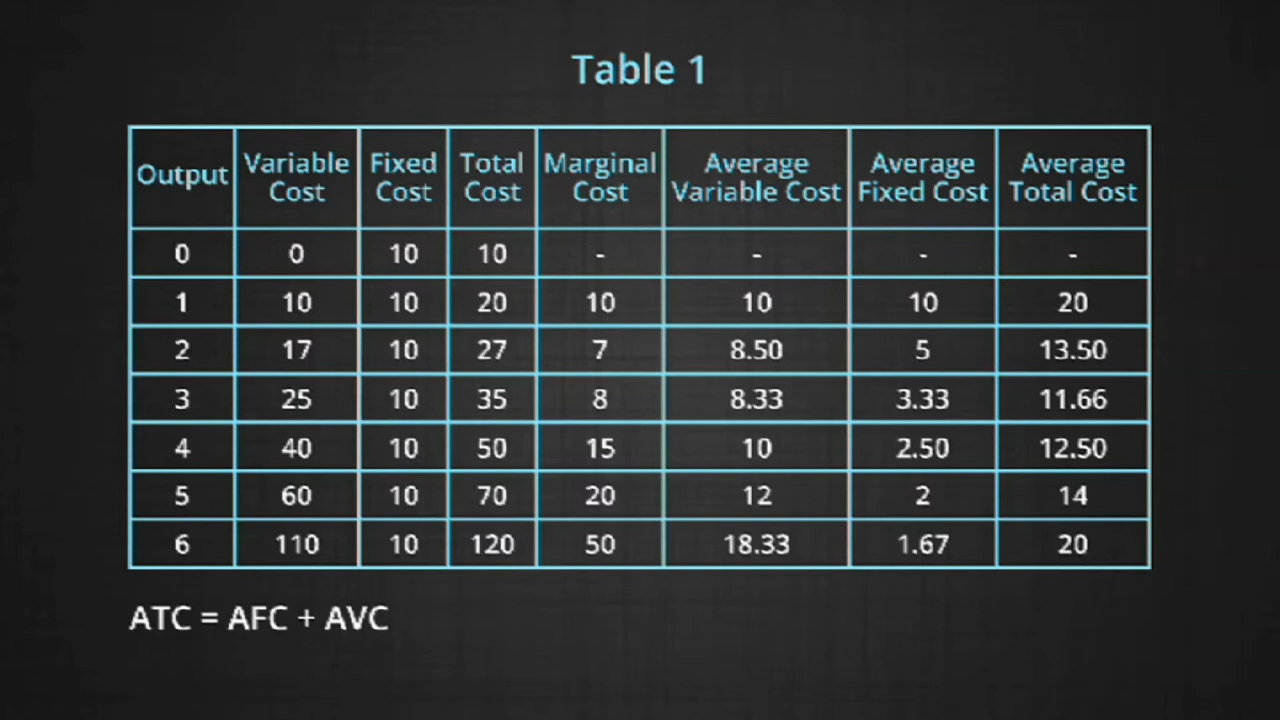 Table 1
Output Variable Cost Fixed Cost Total Cost Marginal Cost Average Variable Cost Average Fixed Cost Average Total Cost
0 0 10 10 - - - -
1 10 10 20 10 10 10 20
2 17 10 27 7 8.50 5 13.50
3 25 10 35 8 8.33 3.33 11.66
4 40 10 50 15 10 2.50 12.50
5 60 10 70 20 12 2 14
6 110 10 120 50 18.33 1.67 20
ATC = AFC + AVC